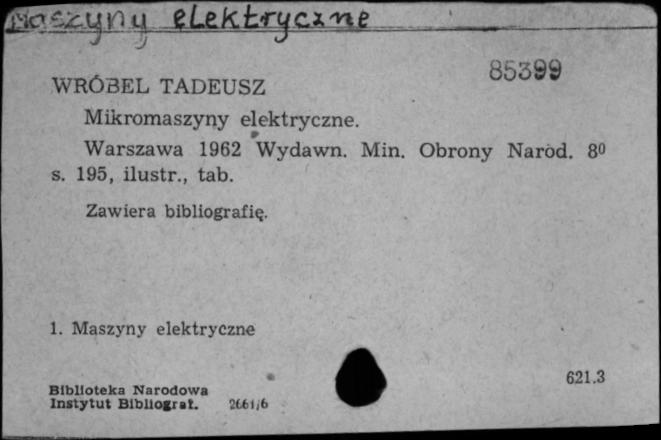 Maszyny elektryczne
85399
WRÓBEL TADEUSZ
Mikromaszyny elektryczne.
Warszawa 1962 Wydawn. Min. Obrony Naród. 8⁰
s. 195, ilustr., tab.
Zawiera bibliografię.
1. Maszyny elektryczne
621.3
Biblioteka Narodowa
Instytut Bibliograf. 2661/6